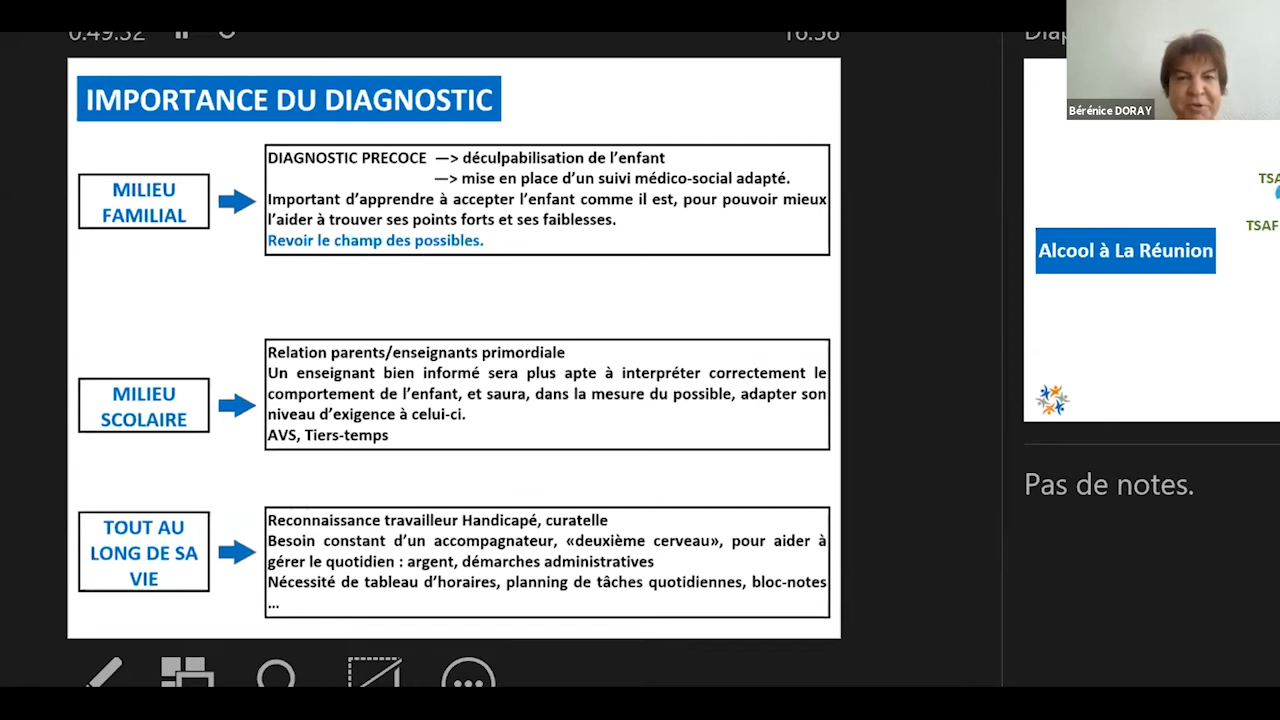 0:49:32
16:58
IMPORTANCE DU DIAGNOSTIC
MILIEU
FAMILIAL
DIAGNOSTIC PRECOCE —> déculpabilisation de l’enfant
—> mise en place d’un suivi médico-social adapté.
Important d’apprendre à accepter l’enfant comme il est, pour pouvoir mieux
l’aider à trouver ses points forts et ses faiblesses.
Revoir le champ des possibles.
MILIEU
SCOLAIRE
Relation parents/enseignants primordiale
Un enseignant bien informé sera plus apte à interpréter correctement le
comportement de l’enfant, et saura, dans la mesure du possible, adapter son
niveau d’exigence à celui-ci.
AVS, Tiers-temps
TOUT AU
LONG DE SA
VIE
Reconnaissance travailleur Handicapé, curatelle
Besoin constant d’un accompagnateur, «deuxième cerveau», pour aider à
gérer le quotidien : argent, démarches administratives
Nécessité de tableau d’horaires, planning de tâches quotidiennes, bloc-notes
...
Bérénice DORAY
TSAF
Alcool à La Réunion
Pas de notes.